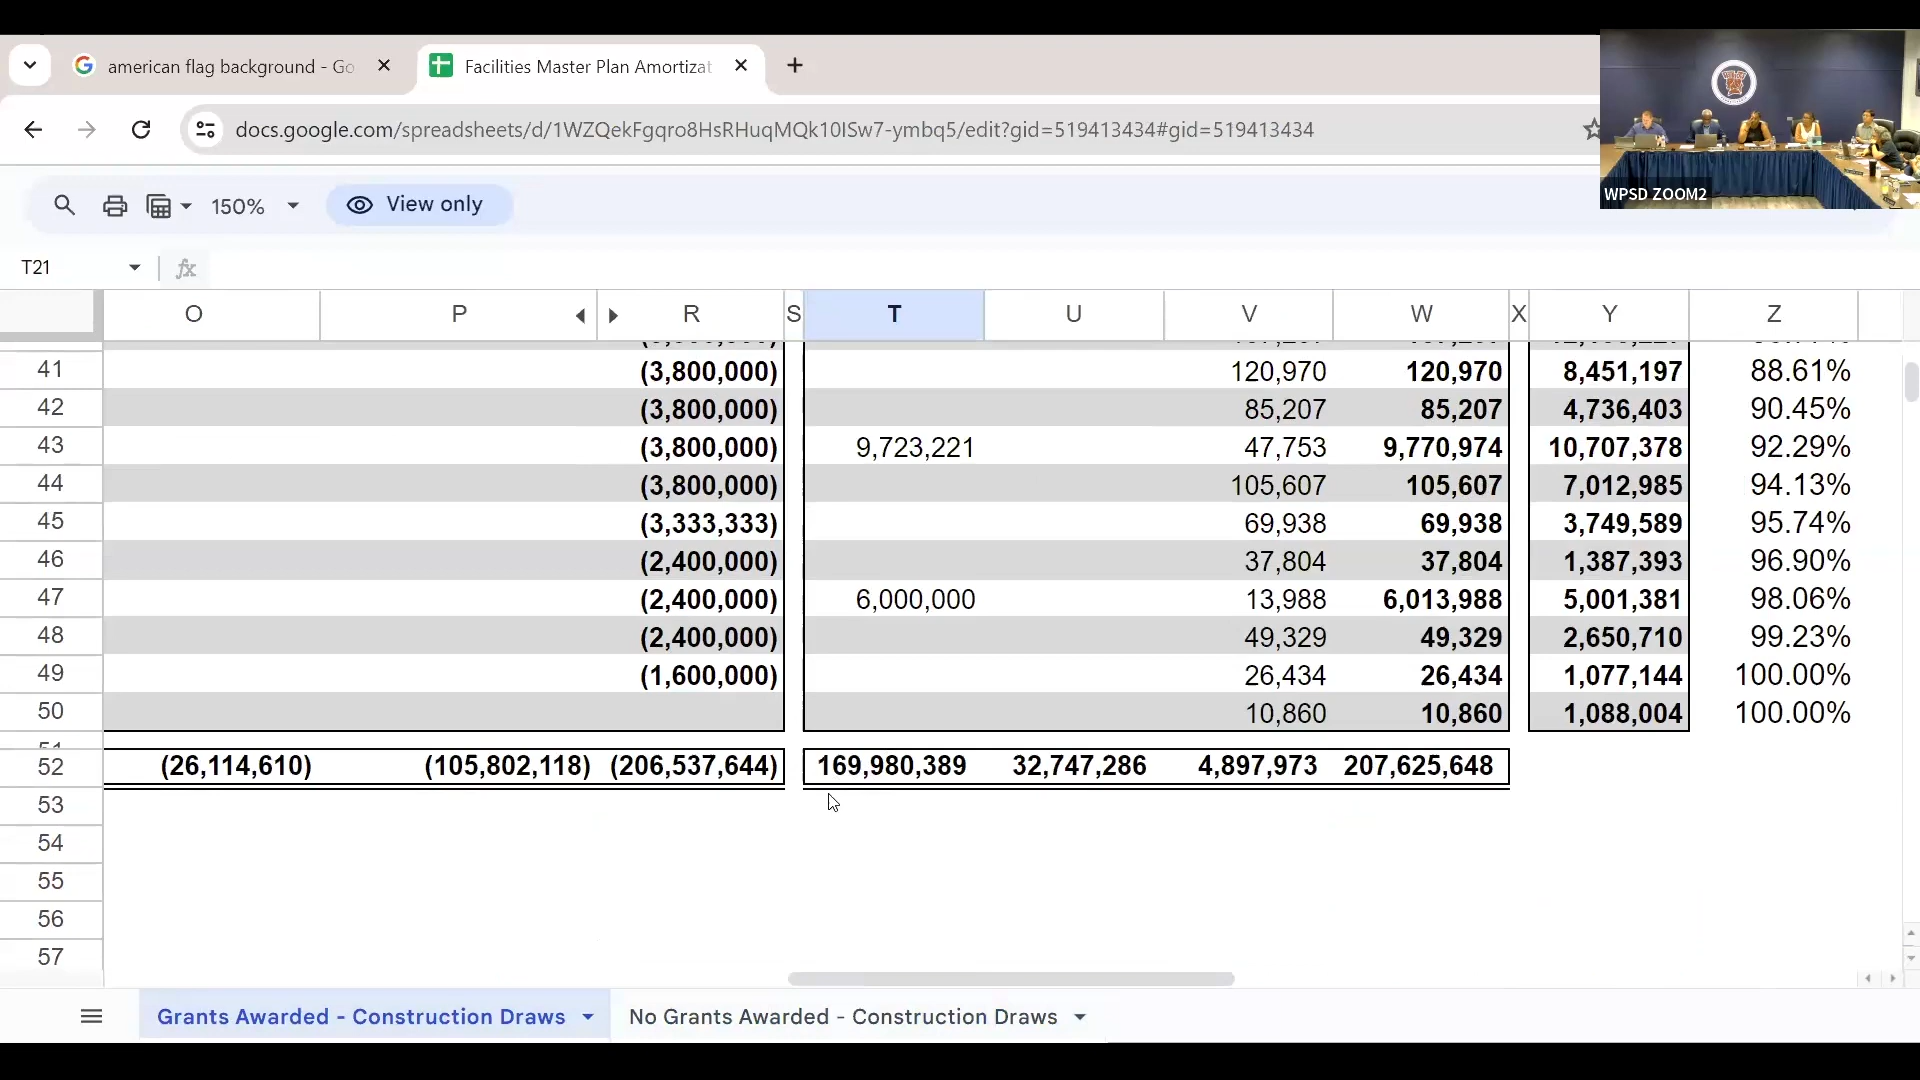 american flag background - Go
Facilities Master Plan Amortizat
docs.google.com/spreadsheets/d/1WZQekFgqro8HsRHuqMQk10ISw7-ymbq5/edit?gid=519413434#gid=519413434
150% View only
WPSD ZOOM2
T21 fx
O P R S T U V W X Y Z
41 (3,800,000) 120,970 120,970 8,451,197 88.61%
42 (3,800,000) 85,207 85,207 4,736,403 90.45%
43 (3,800,000) 9,723,221 47,753 9,770,974 10,707,378 92.29%
44 (3,800,000) 105,607 105,607 7,012,985 94.13%
45 (3,333,333) 69,938 69,938 3,749,589 95.74%
46 (2,400,000) 37,804 37,804 1,387,393 96.90%
47 (2,400,000) 6,000,000 13,988 6,013,988 5,001,381 98.06%
48 (2,400,000) 49,329 49,329 2,650,710 99.23%
49 (1,600,000) 26,434 26,434 1,077,144 100.00%
50 10,860 10,860 1,088,004 100.00%
51
52 (26,114,610) (105,802,118) (206,537,644) 169,980,389 32,747,286 4,897,973 207,625,648
53
54
55
56
57
Grants Awarded - Construction Draws No Grants Awarded - Construction Draws